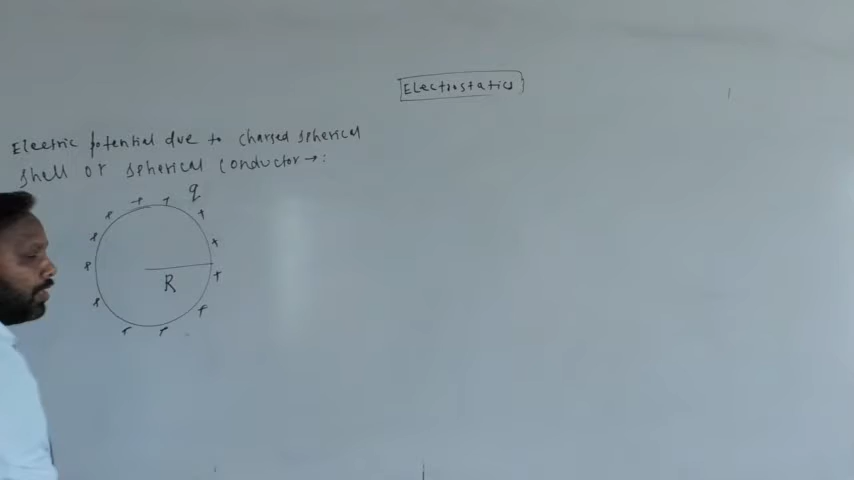 Electrostatics
Electric potential due to charged spherical
shell or spherical conductor →:
q
R